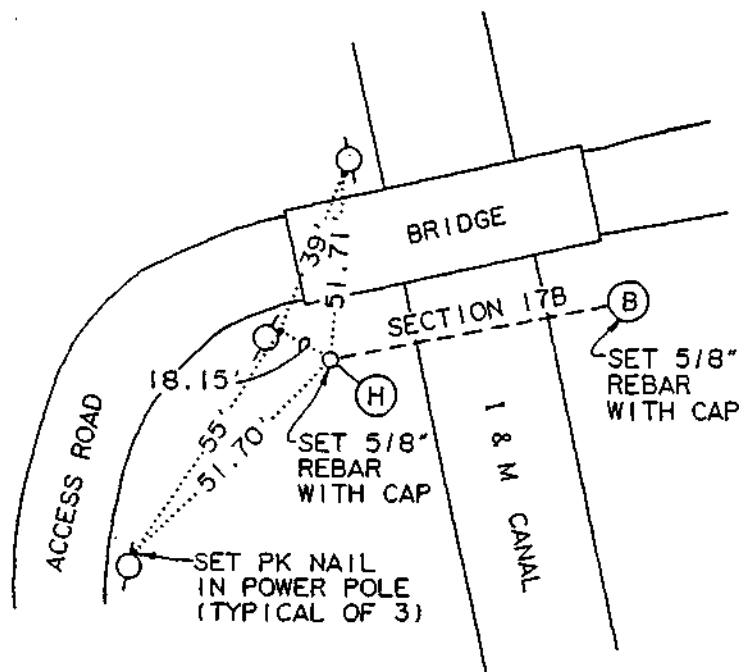 BRIDGE
39'
51.71'
SECTION 17B
B
18.15'
H
SET 5/8"
REBAR
WITH CAP
SET 5/8"
REBAR
WITH CAP
55'
51.70'
I & M CANAL
ACCESS ROAD
SET PK NAIL
IN POWER POLE
(TYPICAL OF 3)